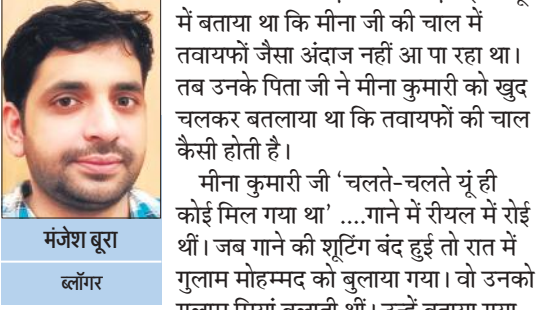 में बताया था कि मीना जी की चाल में
तवायफों जैसा अंदाज नहीं आ पा रहा था।
तब उनके पिता जी ने मीना कुमारी को खुद
चलकर बतलाया था कि तवायफों की चाल
कैसी होती है।
मीना कुमारी जी ‘चलते-चलते यूं ही
कोई मिल गया था’ ....गाने में रीयल में रोई
थीं। जब गाने की शूटिंग बंद हुई तो रात में
गुलाम मोहम्मद को बुलाया गया। वो उनको
मंजेश बूरा
ब्लॉगर